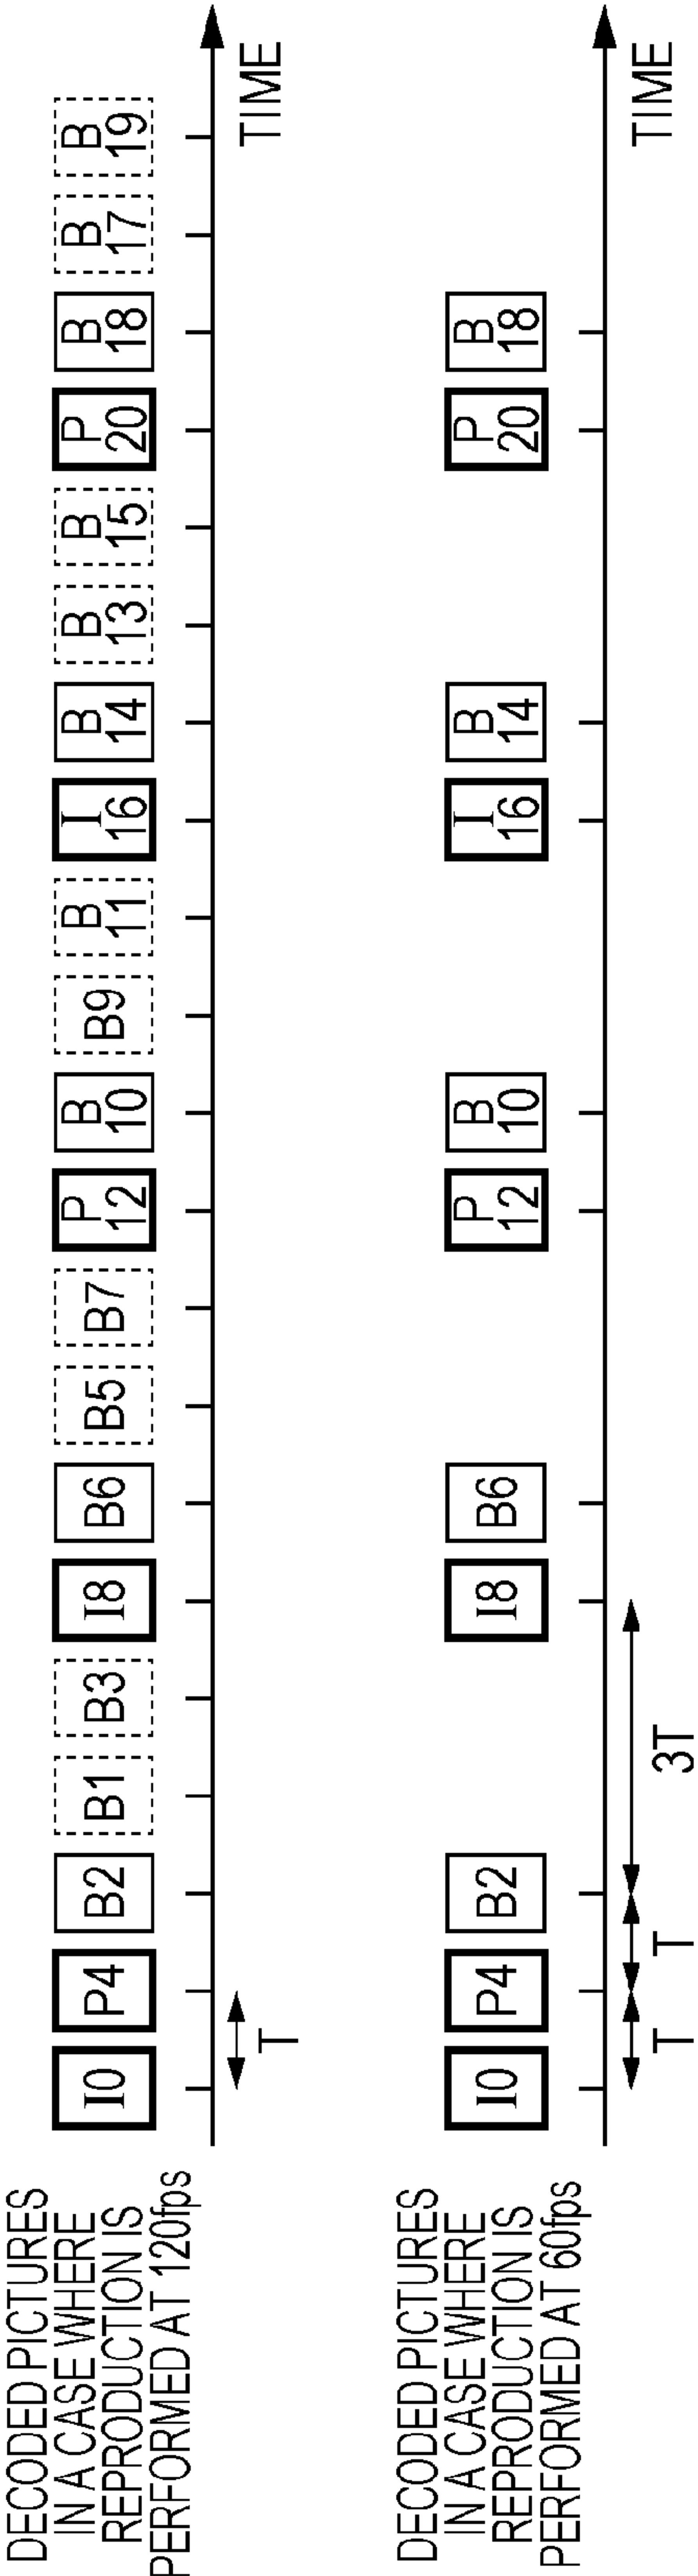 DECODED PICTURES
IN A CASE WHERE
REPRODUCTION IS
PERFORMED AT 120fps
I0
P4
B2
B1
B3
I8
B6
B5
B7
P
12
B
10
B9
B
11
I
16
B
14
B
13
B
15
P
20
B
18
B
17
B
19
T
TIME
DECODED PICTURES
IN A CASE WHERE
REPRODUCTION IS
PERFORMED AT 60fps
I0
P4
B2
I8
B6
P
12
B
10
I
16
B
14
P
20
B
18
T
T
3T
TIME